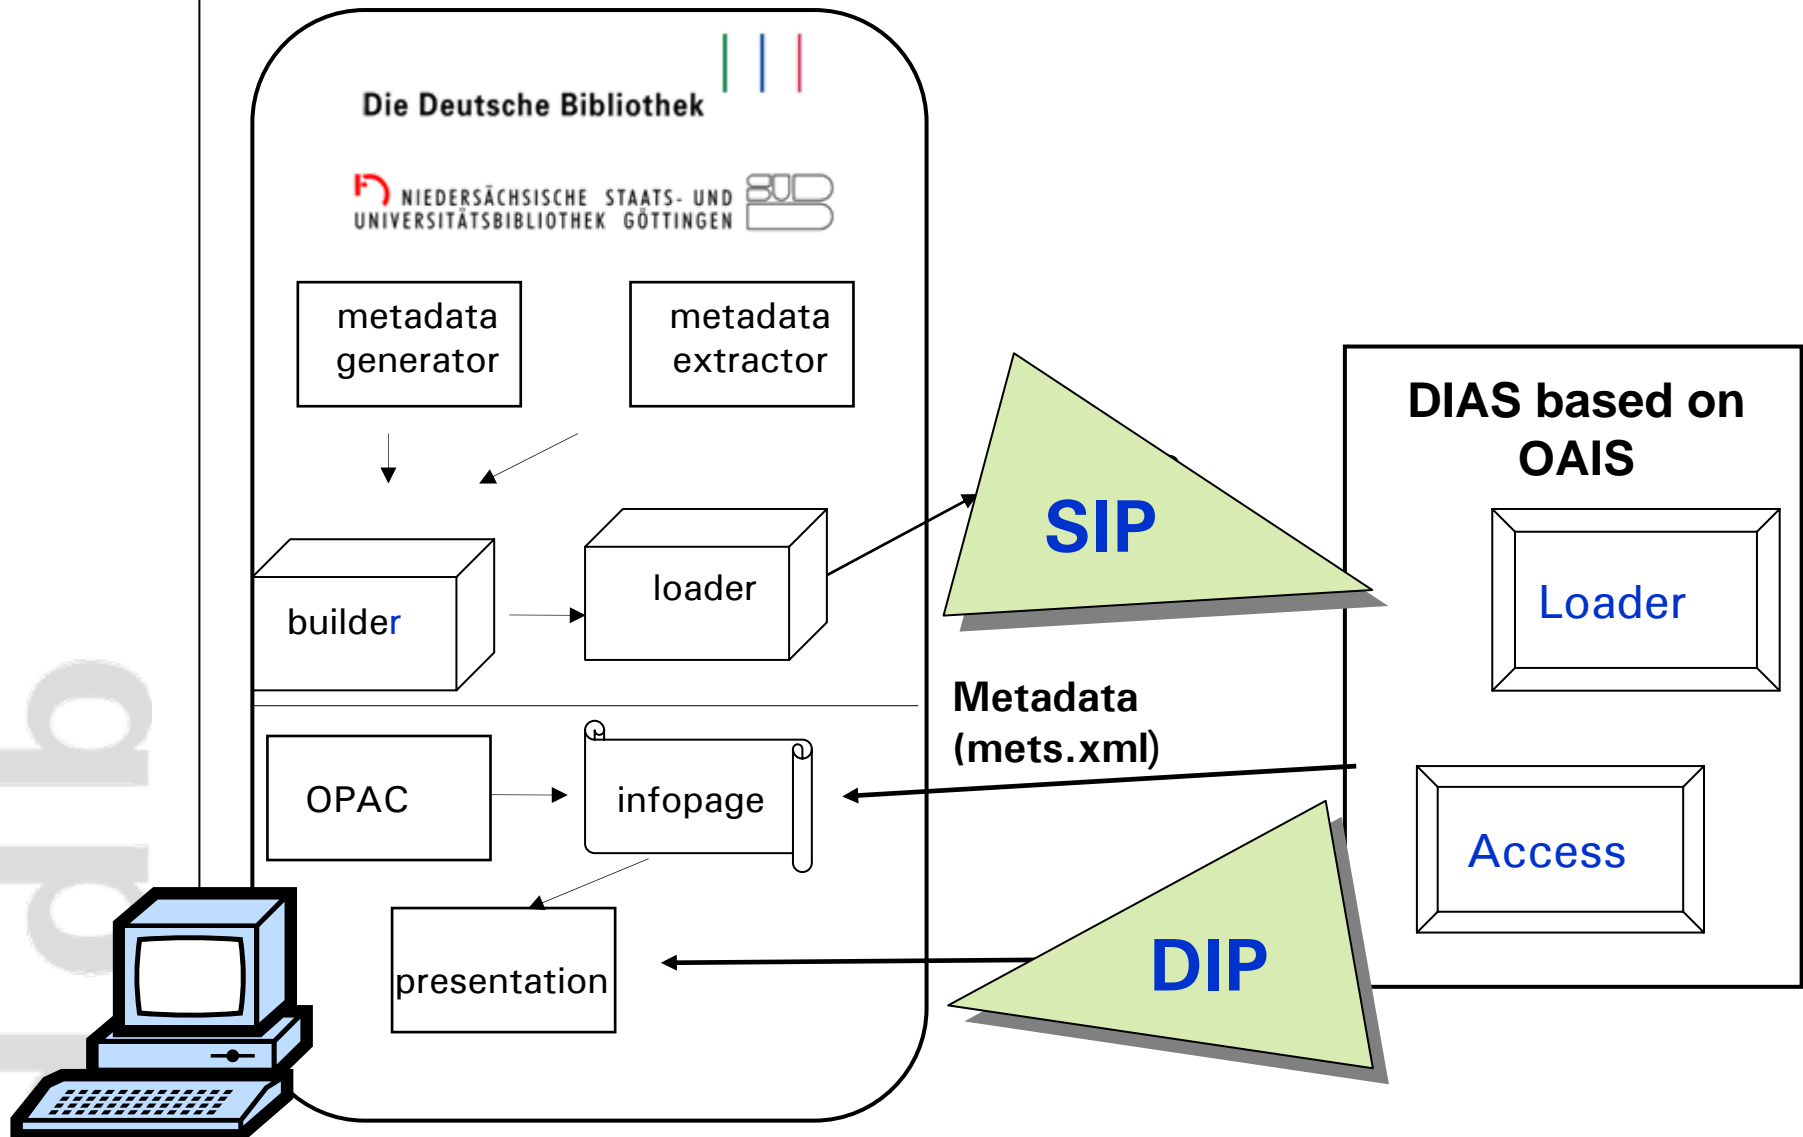 Die Deutsche Bibliothek
NIEDERSÄCHSISCHE STAATS- UND
UNIVERSITÄTSBIBLIOTHEK GÖTTINGEN
SUB
metadata
generator
metadata
extractor
builder
loader
SIP
DIAS based on
OAIS
Loader
Metadata
(mets.xml)
OPAC
infopage
Access
presentation
DIP